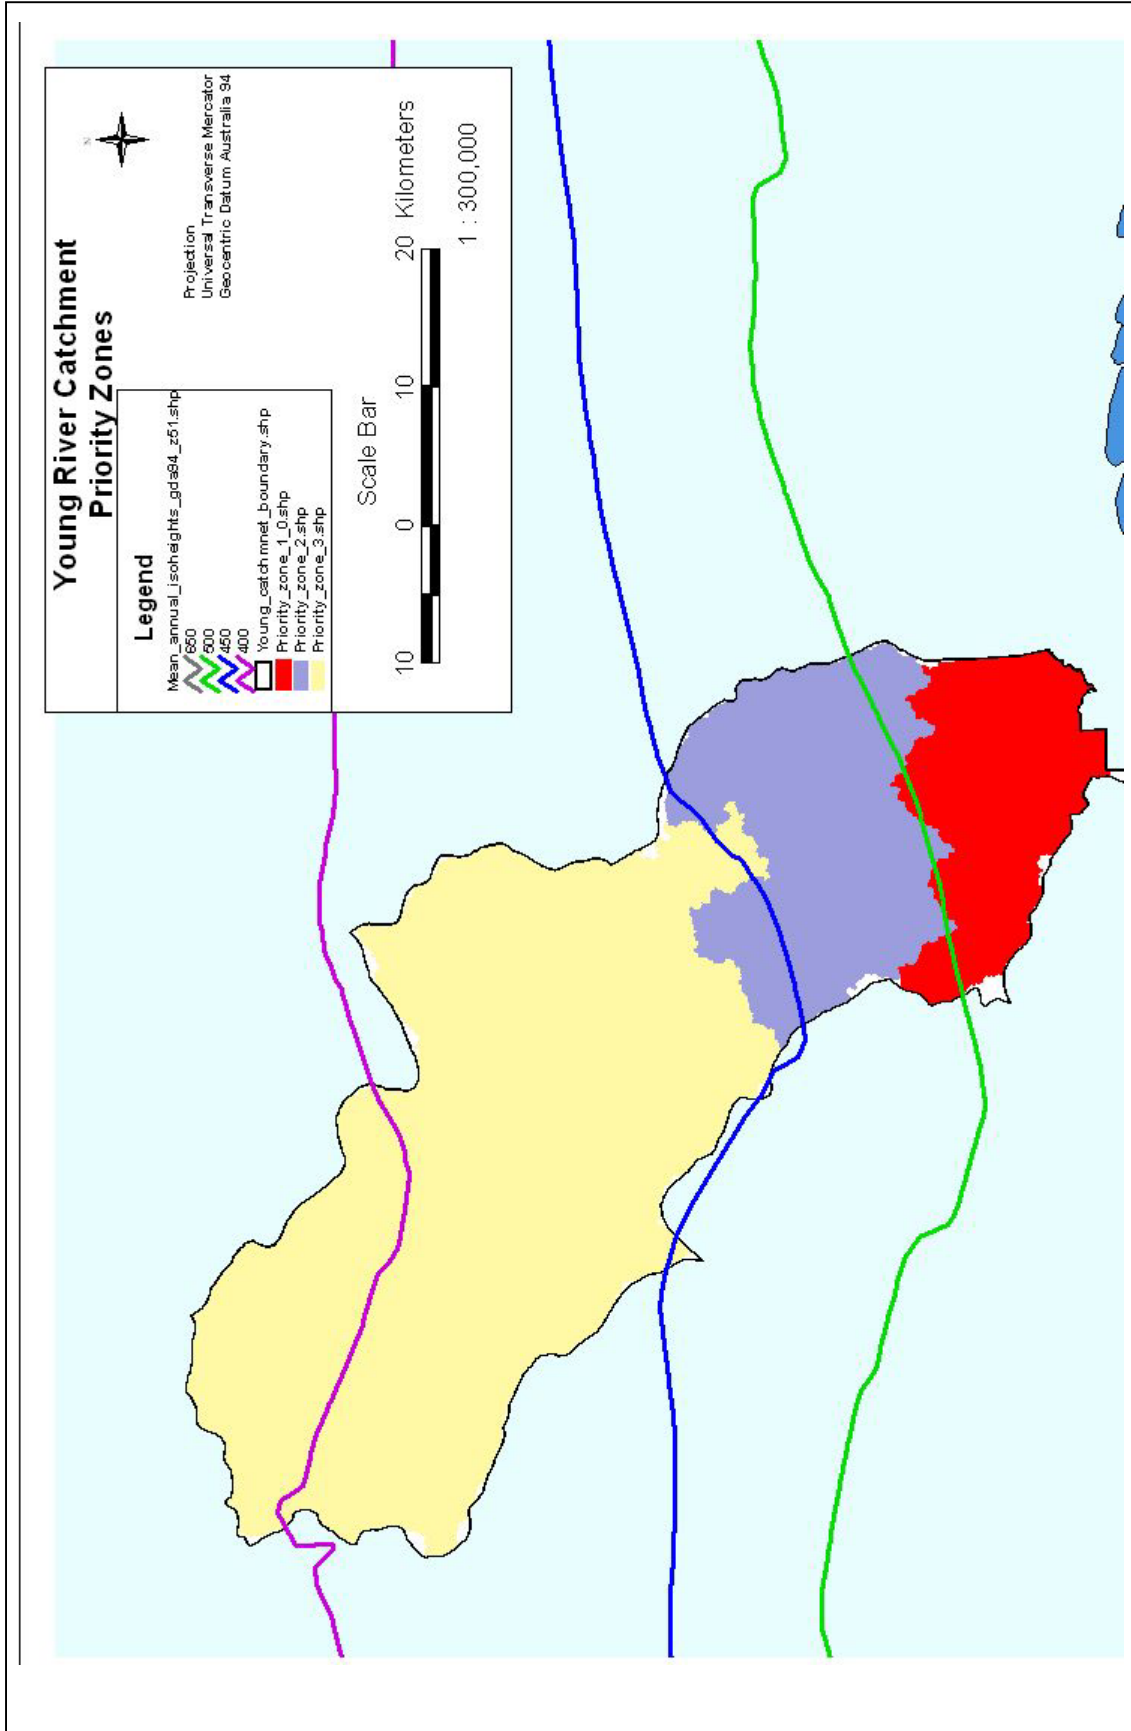 Young River Catchment
Priority Zones
N
Projection
Universal Transverse Mercator
Geocentric Datum Australia 94
Legend
Mean_annual_isoheights_gda94_z51.shp
650
500
450
400
Young_catchmnet_boundary.shp
Priority_zone_1_0.shp
Priority_zone_2.shp
Priority_zone_3.shp
Scale Bar
10 0 10 20 Kilometers
1 : 300,000